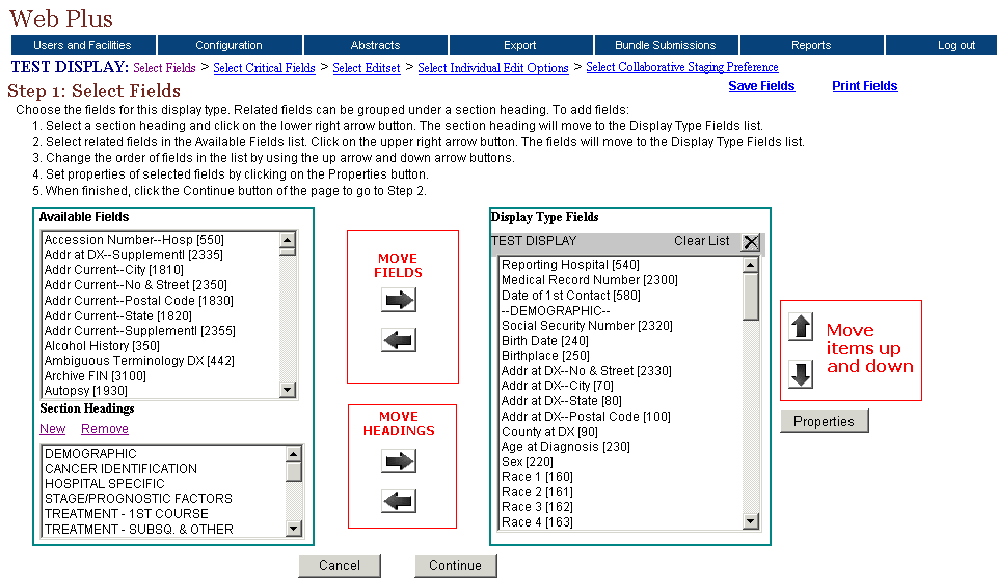 Web Plus
Users and Facilities Configuration Abstracts Export Bundle Submissions Reports Log out
TEST DISPLAY: Select Fields > Select Critical Fields > Select Editset > Select Individual Edit Options > Select Collaborative Staging Preference
Step 1: Select Fields
Save Fields Print Fields
Choose the fields for this display type. Related fields can be grouped under a section heading. To add fields:
1. Select a section heading and click on the lower right arrow button. The section heading will move to the Display Type Fields list.
2. Select related fields in the Available Fields list. Click on the upper right arrow button. The fields will move to the Display Type Fields list.
3. Change the order of fields in the list by using the up arrow and down arrow buttons.
4. Set properties of selected fields by clicking on the Properties button.
5. When finished, click the Continue button of the page to go to Step 2.
Available Fields
Accession Number--Hosp [550]
Addr at DX--Supplementl [2335]
Addr Current--City [1810]
Addr Current--No & Street [2350]
Addr Current--Postal Code [1830]
Addr Current--State [1820]
Addr Current--Supplementl [2355]
Alcohol History [350]
Ambiguous Terminology DX [442]
Archive FIN [3100]
Autopsy [1930]
Section Headings
New Remove
DEMOGRAPHIC
CANCER IDENTIFICATION
HOSPITAL SPECIFIC
STAGE/PROGNOSTIC FACTORS
TREATMENT - 1ST COURSE
TREATMENT - SUBSQ. & OTHER
MOVE
FIELDS
MOVE
HEADINGS
Display Type Fields
TEST DISPLAY Clear List
Reporting Hospital [540]
Medical Record Number [2300]
Date of 1st Contact [580]
--DEMOGRAPHIC--
Social Security Number [2320]
Birth Date [240]
Birthplace [250]
Addr at DX--No & Street [2330]
Addr at DX--City [70]
Addr at DX--State [80]
Addr at DX--Postal Code [100]
County at DX [90]
Age at Diagnosis [230]
Sex [220]
Race 1 [160]
Race 2 [161]
Race 3 [162]
Race 4 [163]
Move
items up
and down
Properties
Cancel Continue